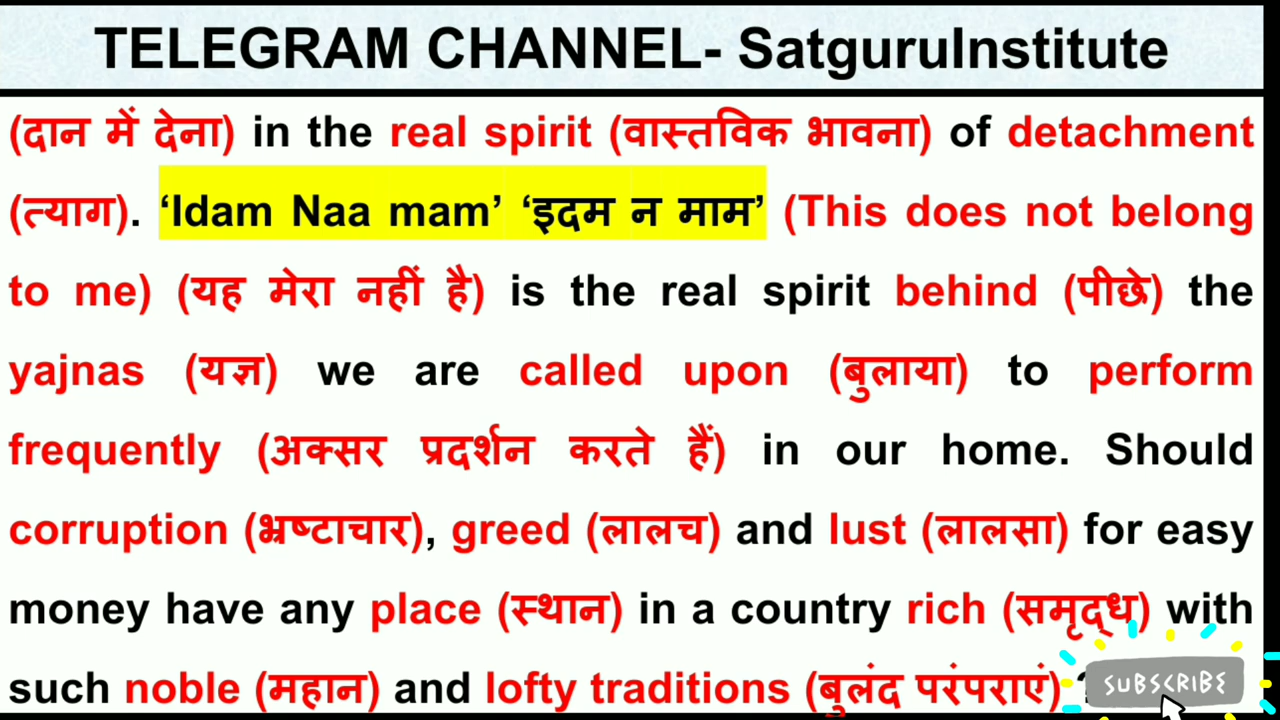 TELEGRAM CHANNEL- SatguruInstitute
(दान में देना) in the real spirit (वास्तविक भावना) of detachment
(त्याग). ‘Idam Naa mam’ ‘इदम न माम’ (This does not belong
to me) (यह मेरा नहीं है) is the real spirit behind (पीछे) the
yajnas (यज्ञ) we are called upon (बुलाया) to perform
frequently (अक्सर प्रदर्शन करते हैं) in our home. Should
corruption (भ्रष्टाचार), greed (लालच) and lust (लालसा) for easy
money have any place (स्थान) in a country rich (समृद्ध) with
such noble (महान) and lofty traditions (बुलंद परंपराएं) ?
SUBSCRIBE